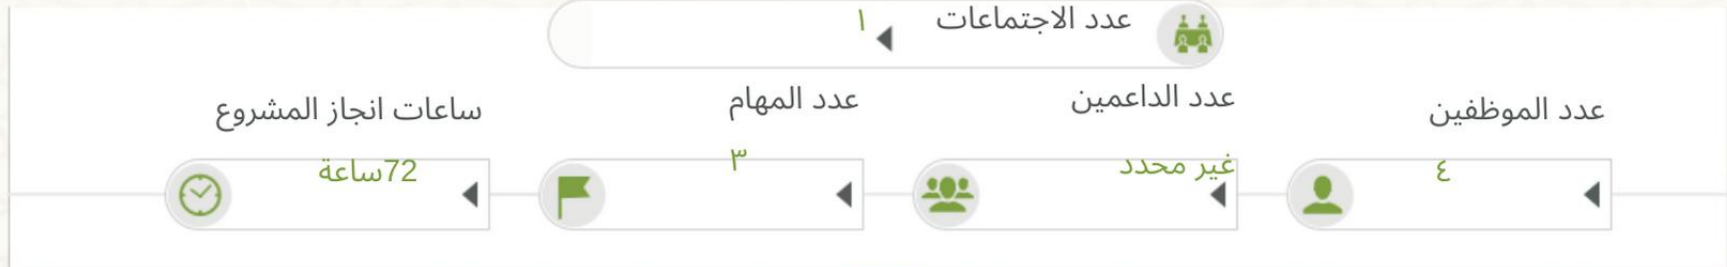 عدد الاجتماعات
١
عدد الموظفين
٤
عدد الداعمين
غير محدد
عدد المهام
٣
ساعات انجاز المشروع
72ساعة